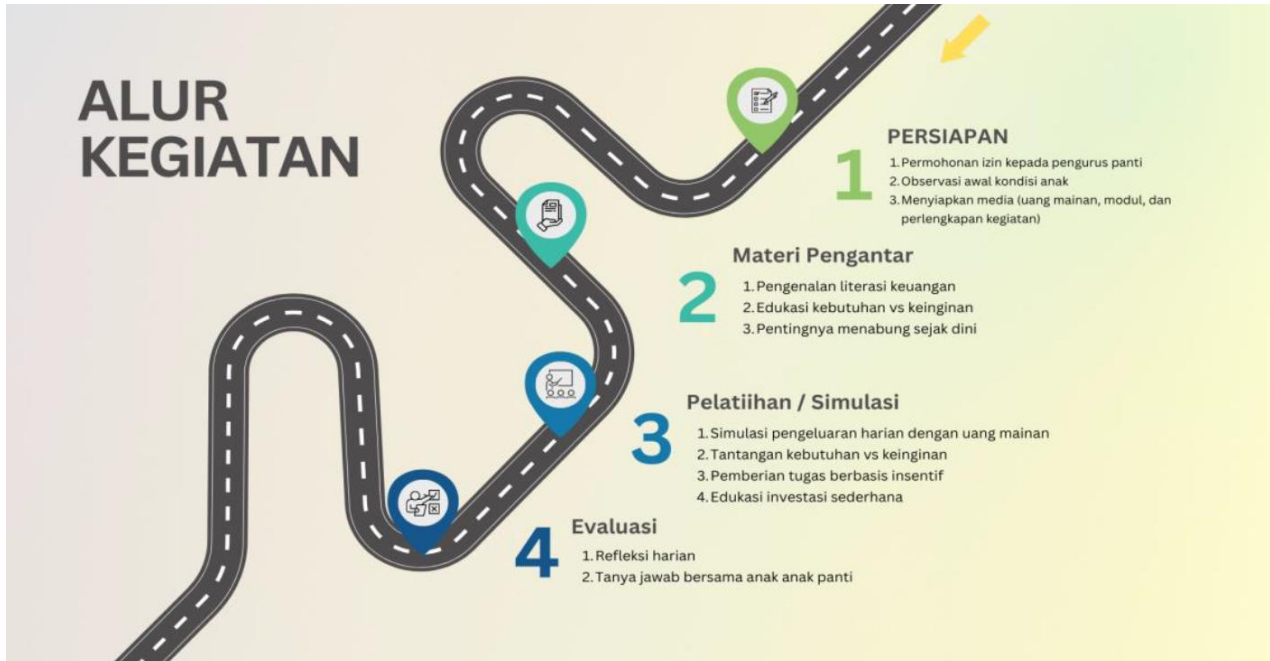 ALUR
KEGIATAN
1
PERSIAPAN
1. Permohonan izin kepada pengurus panti
2. Observasi awal kondisi anak
3. Menyiapkan media (uang mainan, modul, dan
perlengkapan kegiatan)
2
Materi Pengantar
1. Pengenalan literasi keuangan
2. Edukasi kebutuhan vs keinginan
3. Pentingnya menabung sejak dini
3
Pelatiihan / Simulasi
1. Simulasi pengeluaran harian dengan uang mainan
2. Tantangan kebutuhan vs keinginan
3. Pemberian tugas berbasis insentif
4. Edukasi investasi sederhana
4
Evaluasi
1. Refleksi harian
2. Tanya jawab bersama anak anak panti